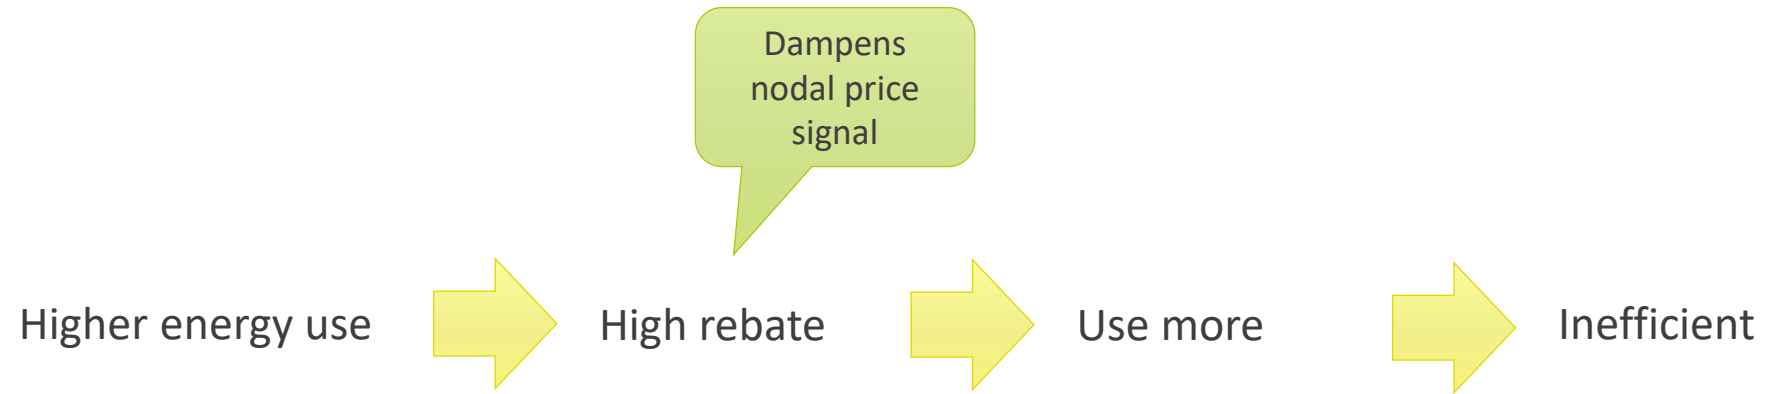 Dampens
nodal price
signal
Higher energy use
High rebate
Use more
Inefficient